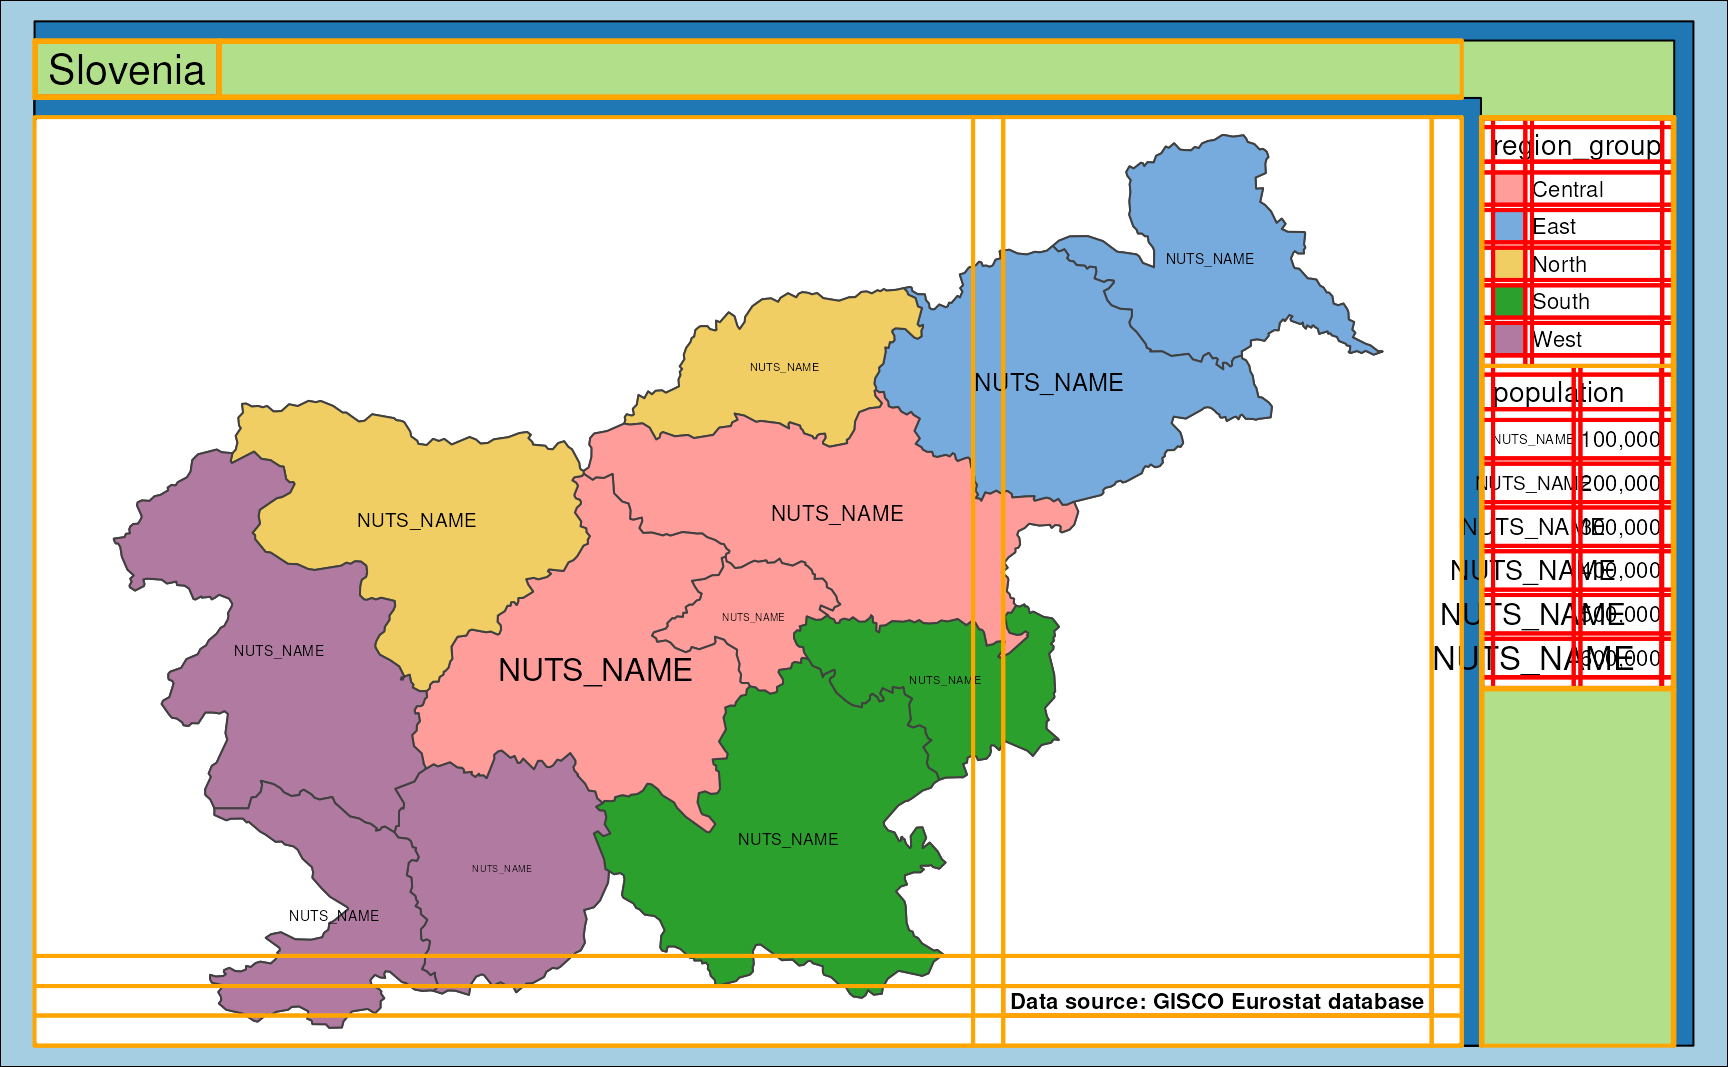 Slovenia
NUTS_NAME
NUTS_NAME
NUTS_NAME
NUTS_NAME
NUTS_NAME
NUTS_NAME
NUTS_NAME
NUTS_NAME
NUTS_NAME
NUTS_NAME
NUTS_NAME
NUTS_NAME
Data source: GISCO Eurostat database
region_group
Central
East
North
South
West
population
NUTS_NAME 100,000
NUTS_NAME 200,000
NUTS_NAME 300,000
NUTS_NAME 400,000
NUTS_NAME 500,000
NUTS_NAME 600,000